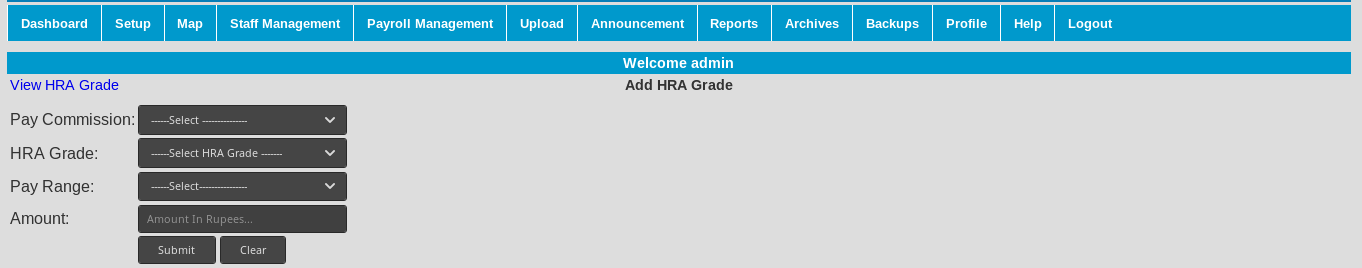 Dashboard Setup Map Staff Management Payroll Management Upload Announcement Reports Archives Backups Profile Help Logout
Welcome admin
View HRA Grade Add HRA Grade
Pay Commission: ------Select ---------------
HRA Grade: ------Select HRA Grade -------
Pay Range: ------Select----------------
Amount: Amount In Rupees...
Submit Clear